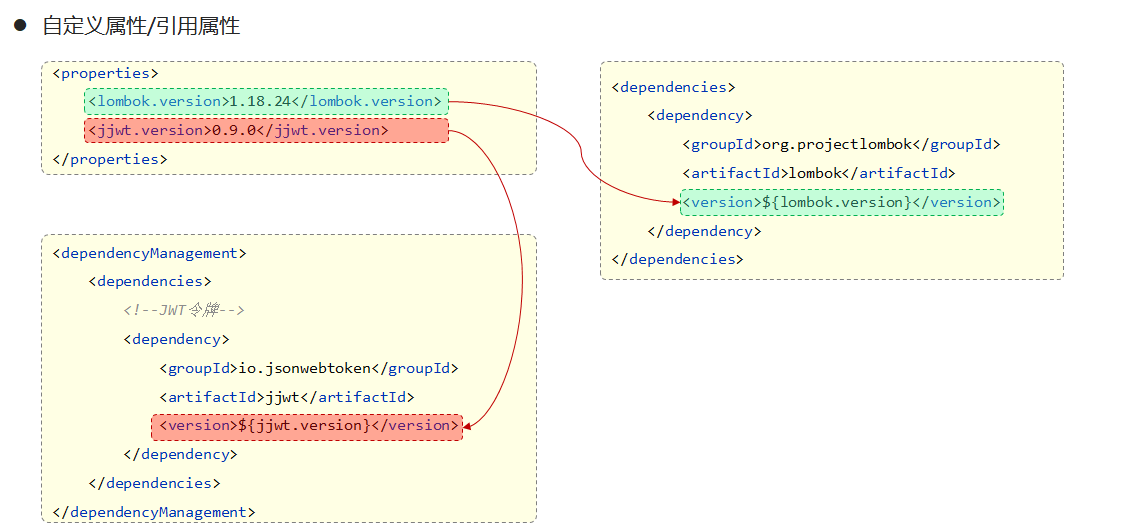 ● 自定义属性/引用属性
<properties>
<lombok.version>1.18.24</lombok.version>
<jjwt.version>0.9.0</jjwt.version>
</properties>
<dependencyManagement>
<dependencies>
<!--JWT令牌-->
<dependency>
<groupId>io.jsonwebtoken</groupId>
<artifactId>jjwt</artifactId>
<version>${jjwt.version}</version>
</dependency>
</dependencies>
</dependencyManagement>
<dependencies>
<dependency>
<groupId>org.projectlombok</groupId>
<artifactId>lombok</artifactId>
<version>${lombok.version}</version>
</dependency>
</dependencies>